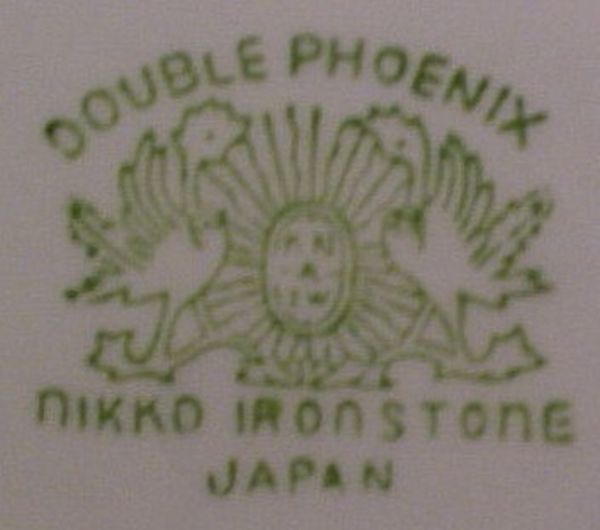 DOUBLE PHOENIX
NIKKO IRONSTONE
JAPAN